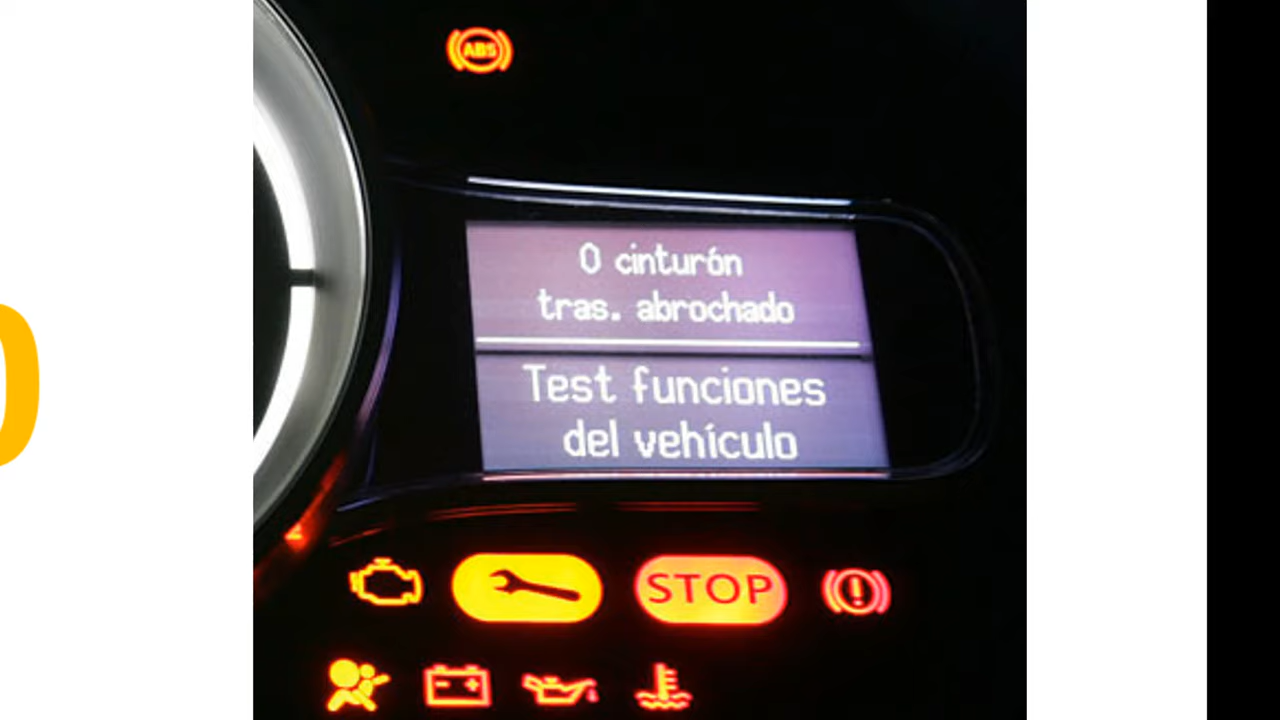 ABS
0 cinturón
tras. abrochado
Test funciones
del vehículo
STOP